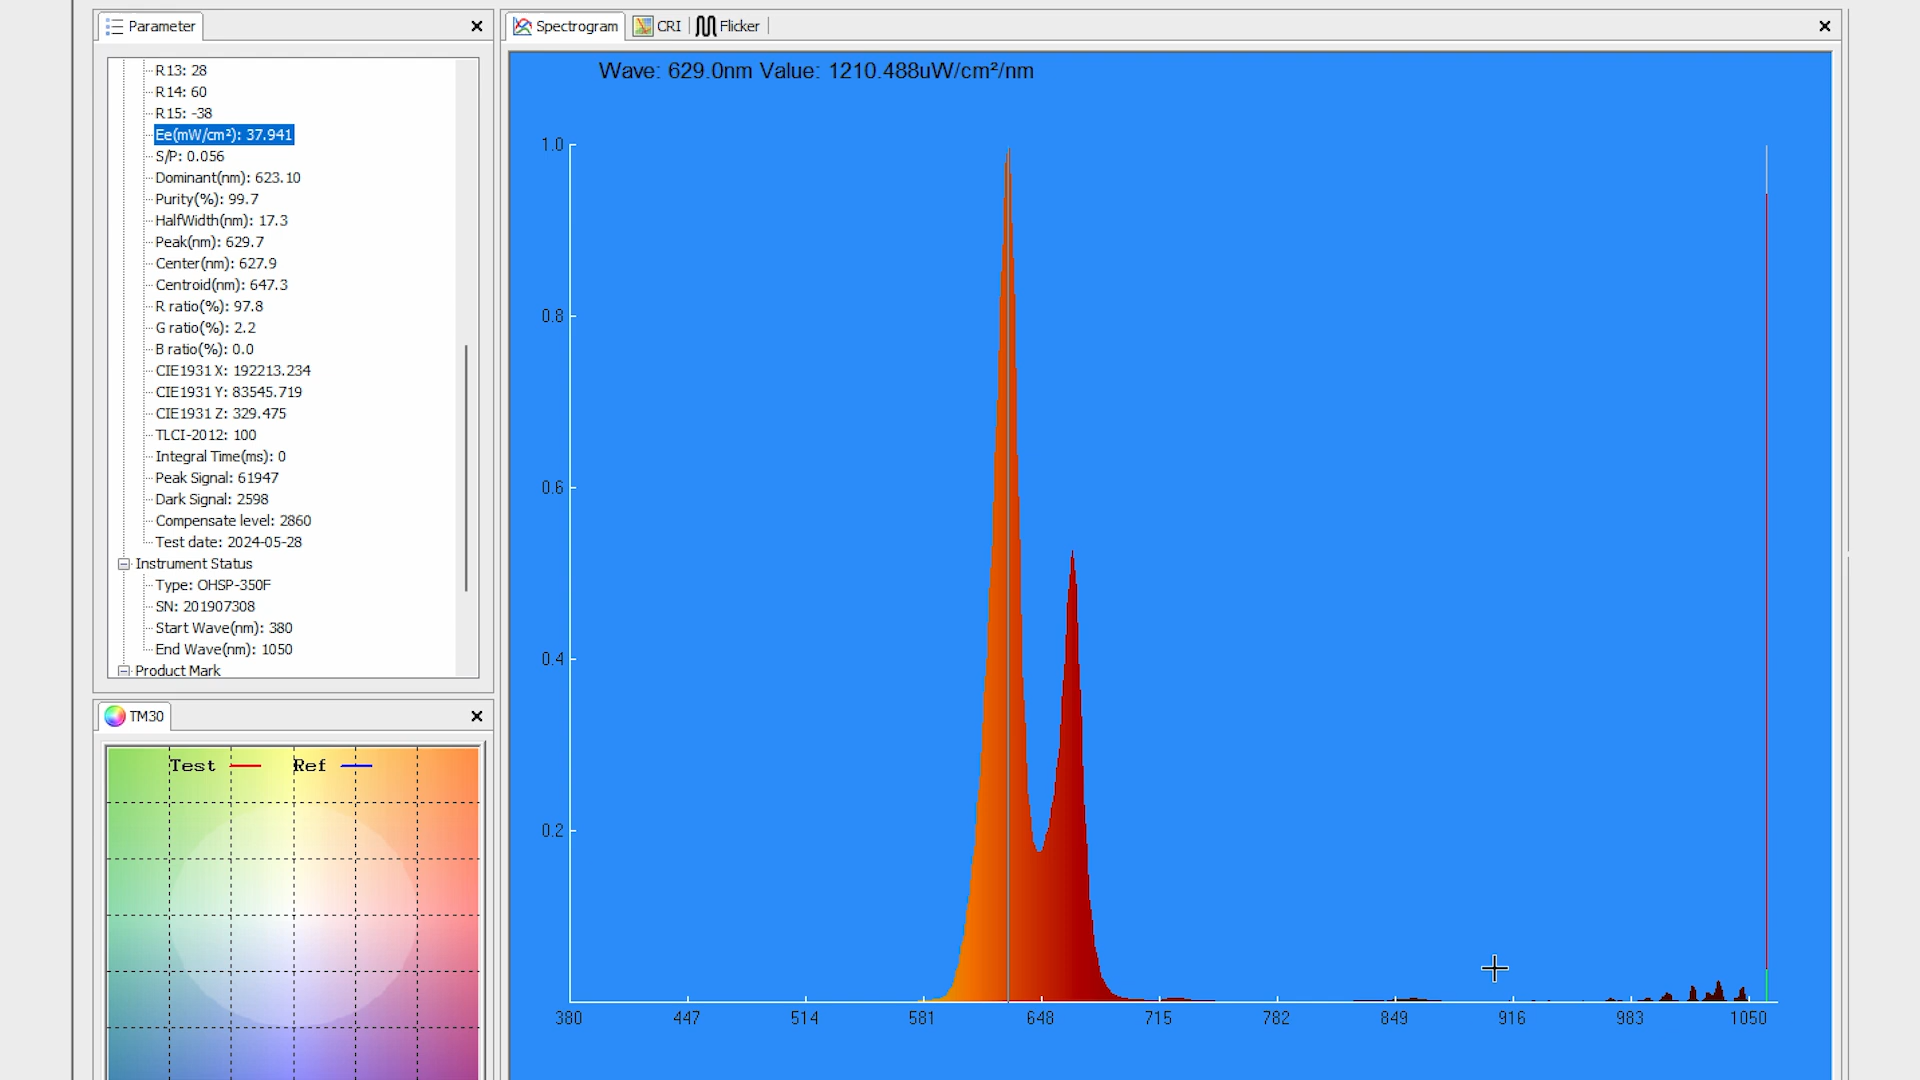 Parameter
R13: 28
R14: 60
R15: -38
Ee(mW/cm²): 37.941
S/P: 0.056
Dominant(nm): 623.10
Purity(%): 99.7
HalfWidth(nm): 17.3
Peak(nm): 629.7
Center(nm): 627.9
Centroid(nm): 647.3
R ratio(%): 97.8
G ratio(%): 2.2
B ratio(%): 0.0
CIE1931 X: 192213.234
CIE1931 Y: 83545.719
CIE1931 Z: 329.475
TLCI-2012: 100
Integral Time(ms): 0
Peak Signal: 61947
Dark Signal: 2598
Compensate level: 2860
Test date: 2024-05-28
Instrument Status
Type: OHSP-350F
SN: 201907308
Start Wave(nm): 380
End Wave(nm): 1050
Product Mark
TM30
Test Ref
Spectrogram CRI Flicker
Wave: 629.0nm Value: 1210.488uW/cm²/nm
1.0
0.8
0.6
0.4
0.2
380 447 514 581 648 715 782 849 916 983 1050